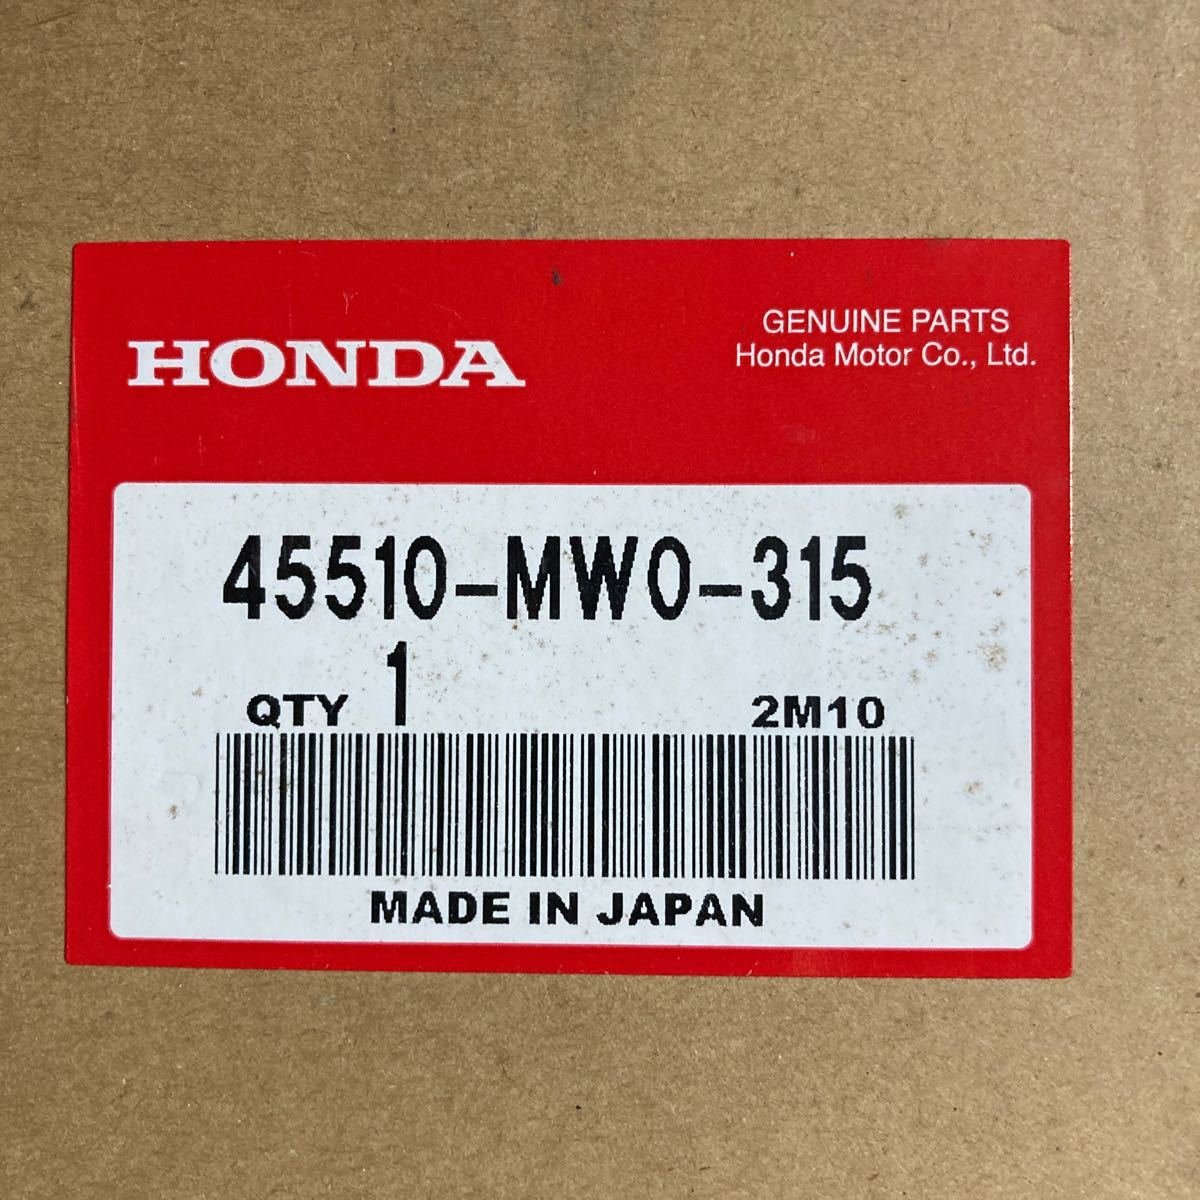 HONDA
GENUINE PARTS
Honda Motor Co., Ltd.
45510-MW0-315
QTY 1
2M10
MADE IN JAPAN